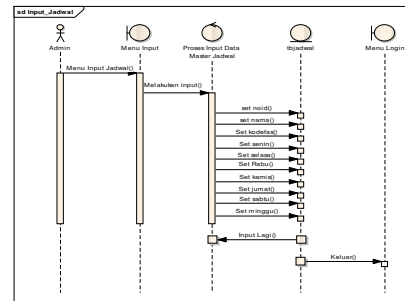 sd Input_Jadwal
Admin
Menu Input
Proses Input Data
Master Jadwal
tbjadwal
Menu Login
Menu Input Jadwal()
Melakukan input()
set noid()
set nama()
Set kodefas()
Set senin()
Set selasa()
Set Rabu()
Set kamis()
Set jumat()
Set sabtu()
Set minggu()
Input Lagi()
Keluar()